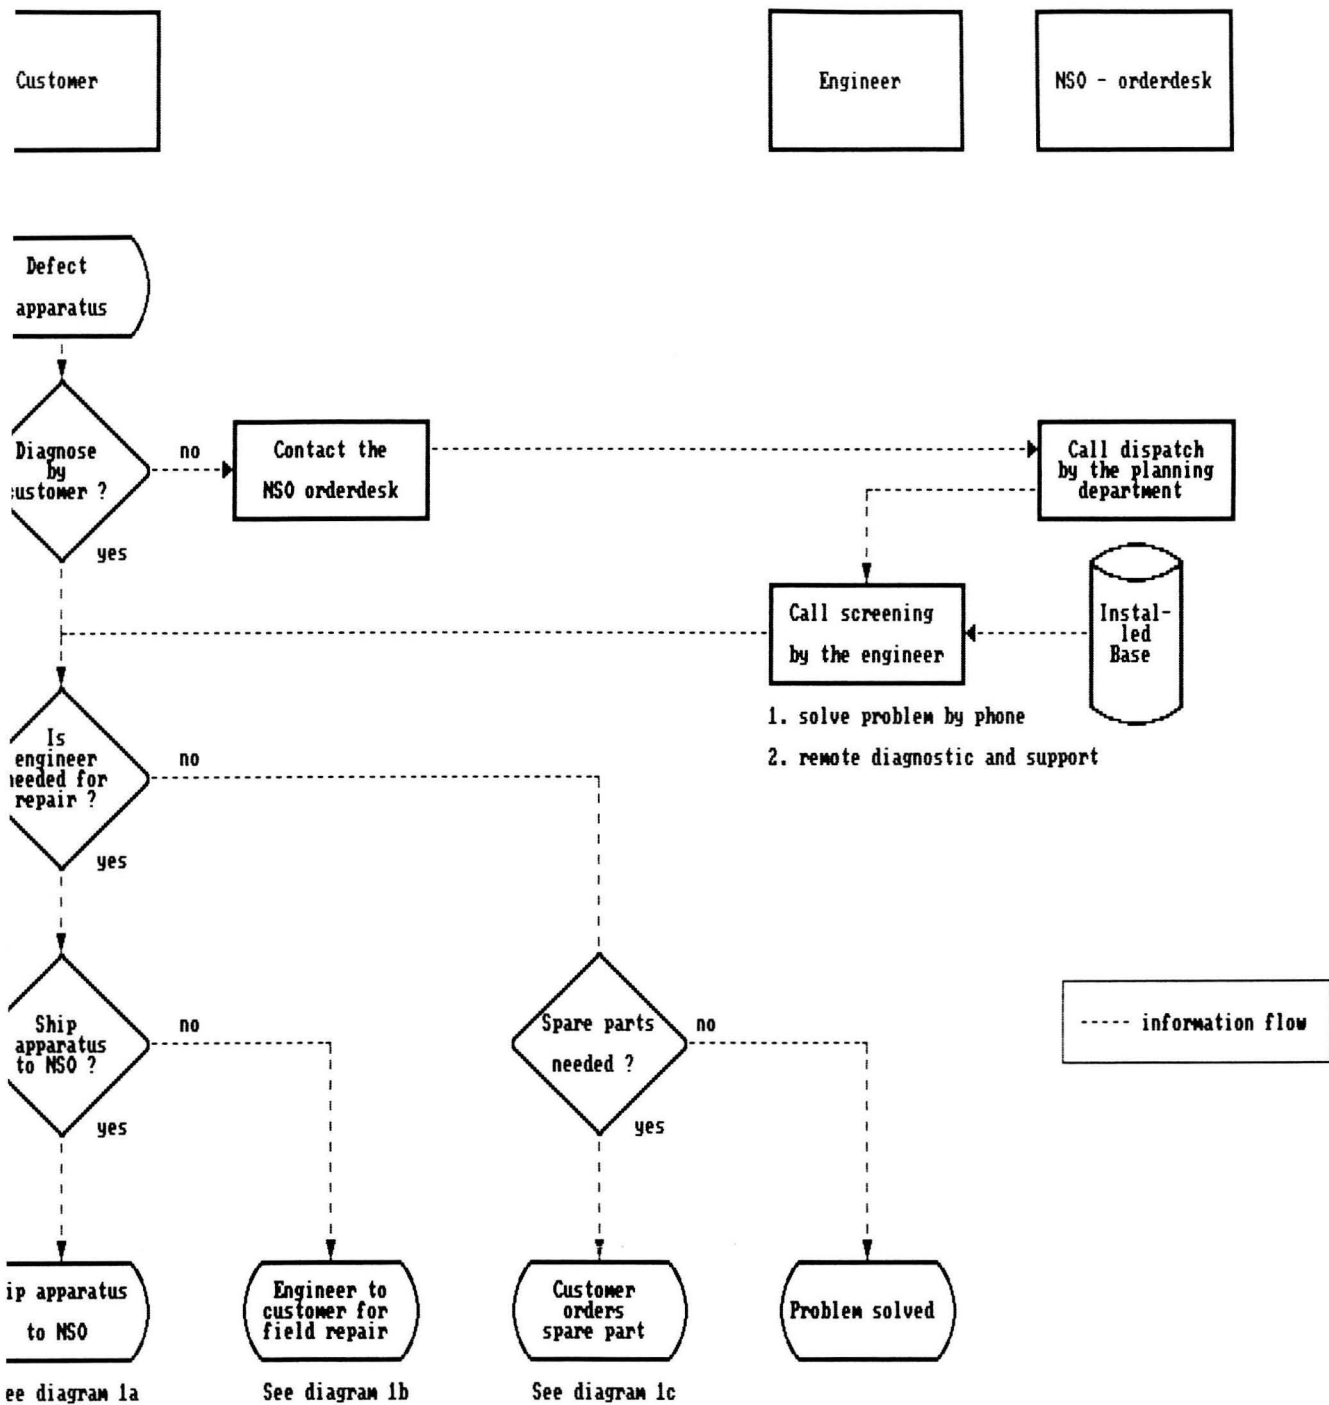 Customer
Engineer
NSO - orderdesk
Defect
apparatus
Diagnose
by
customer ?
no
yes
Contact the
NSO orderdesk
Call dispatch
by the planning
department
Call screening
by the engineer
Instal-
led
Base
1. solve problem by phone
2. remote diagnostic and support
Is
engineer
needed for
repair ?
no
yes
Ship
apparatus
to NSO ?
no
yes
Spare parts
needed ?
no
yes
----- information flow
ip apparatus
to NSO
Engineer to
customer for
field repair
Customer
orders
spare part
Problem solved
ee diagram 1a
See diagram 1b
See diagram 1c